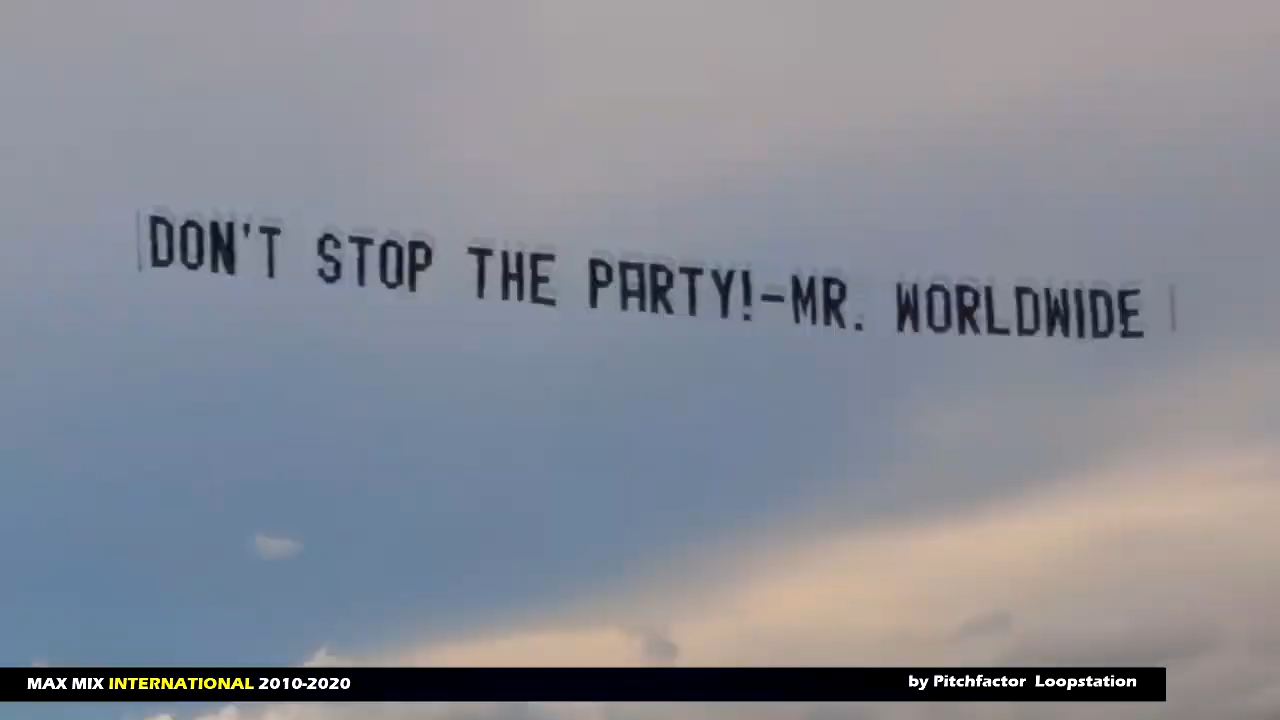 DON'T STOP THE PARTY!-MR. WORLDWIDE
MAX MIX INTERNATIONAL 2010-2020
by Pitchfactor Loopstation